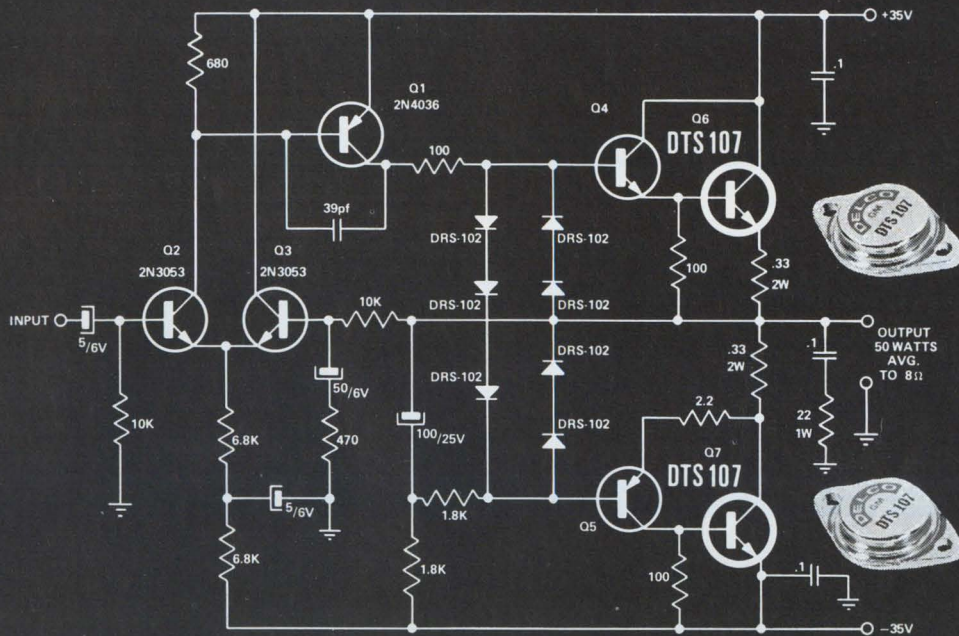 +35V
680
Q1
2N4036
.1
Q4
Q6
DTS 107
100
39pf
DELCO
GM
DTS 107
Q2
2N3053
Q3
2N3053
DRS-102
DRS-102
100
.33
2W
DRS-102
DRS-102
10K
INPUT
5/6V
OUTPUT
50 WATTS
AVG.
TO 8Ω
DRS-102
DRS-102
.33
2W
.1
50/6V
2.2
10K
6.8K
470
100/25V
DRS-102
22
1W
Q7
DTS 107
5/6V
1.8K
Q5
DELCO
GM
DTS 107
6.8K
1.8K
100
.1
−35V